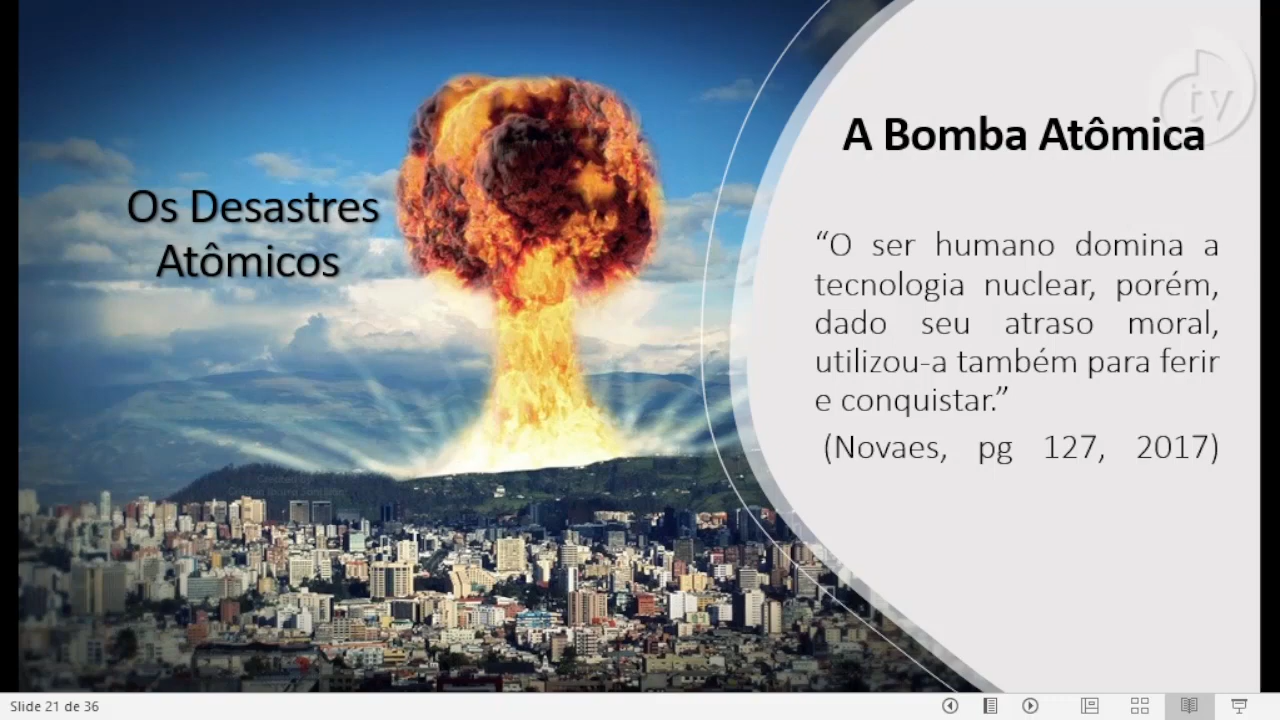 tv
A Bomba Atômica
Os Desastres
Atômicos
“O ser humano domina a
tecnologia nuclear, porém,
dado seu atraso moral,
utilizou-a também para ferir
e conquistar.”
(Novaes, pg 127, 2017)
Slide 21 de 36